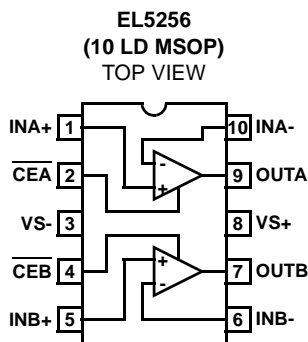 EL5256
(10 LD MSOP)
TOP VIEW
INA+ 1 10 INA-
CEA 2 9 OUTA
VS- 3 8 VS+
CEB 4 7 OUTB
INB+ 5 6 INB-
- 
+
+
-